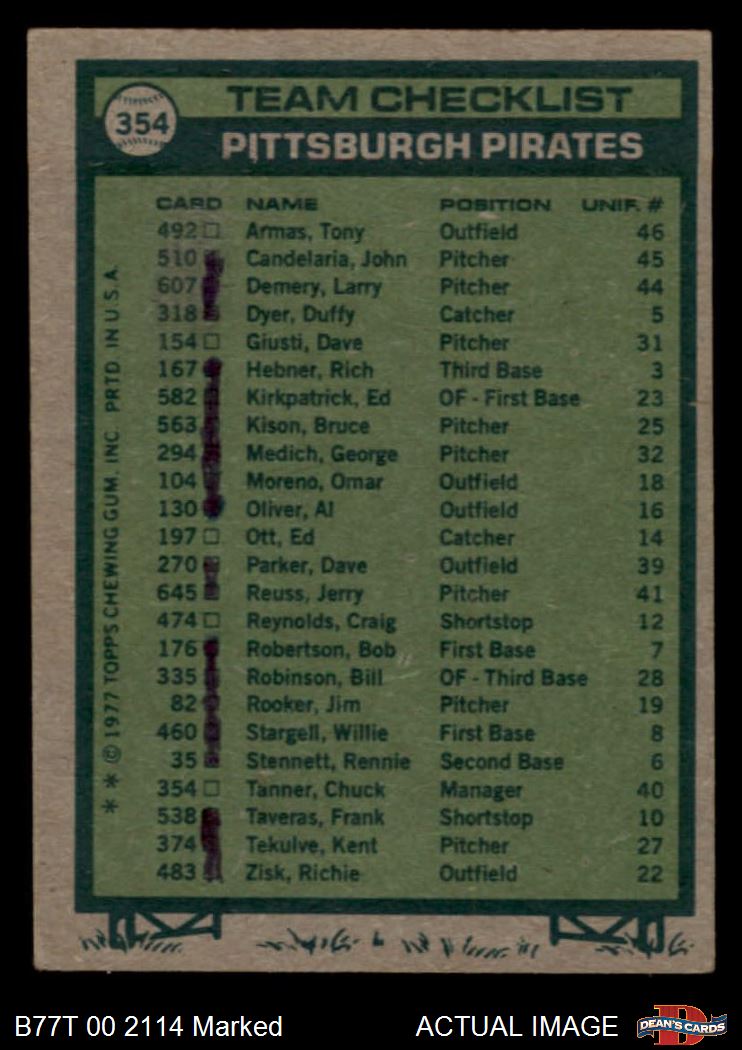 354
TEAM CHECKLIST
PITTSBURGH PIRATES
CARD NAME POSITION UNIF. #
492 Armas, Tony Outfield 46
510 Candelaria, John Pitcher 45
607 Demery, Larry Pitcher 44
318 Dyer, Duffy Catcher 5
154 Giusti, Dave Pitcher 31
167 Hebner, Rich Third Base 3
582 Kirkpatrick, Ed OF - First Base 23
563 Kison, Bruce Pitcher 25
294 Medich, George Pitcher 32
104 Moreno, Omar Outfield 18
130 Oliver, Al Outfield 16
197 Ott, Ed Catcher 14
270 Parker, Dave Outfield 39
645 Reuss, Jerry Pitcher 41
474 Reynolds, Craig Shortstop 12
176 Robertson, Bob First Base 7
335 Robinson, Bill OF - Third Base 28
82 Rooker, Jim Pitcher 19
460 Stargell, Willie First Base 8
35 Stennett, Rennie Second Base 6
354 Tanner, Chuck Manager 40
538 Taveras, Frank Shortstop 10
374 Tekulve, Kent Pitcher 27
483 Zisk, Richie Outfield 22
* * © 1977 TOPPS CHEWING GUM, INC. PRTD IN U.S.A.
B77T 00 2114 Marked
ACTUAL IMAGE
D
DEAN'S CARDS